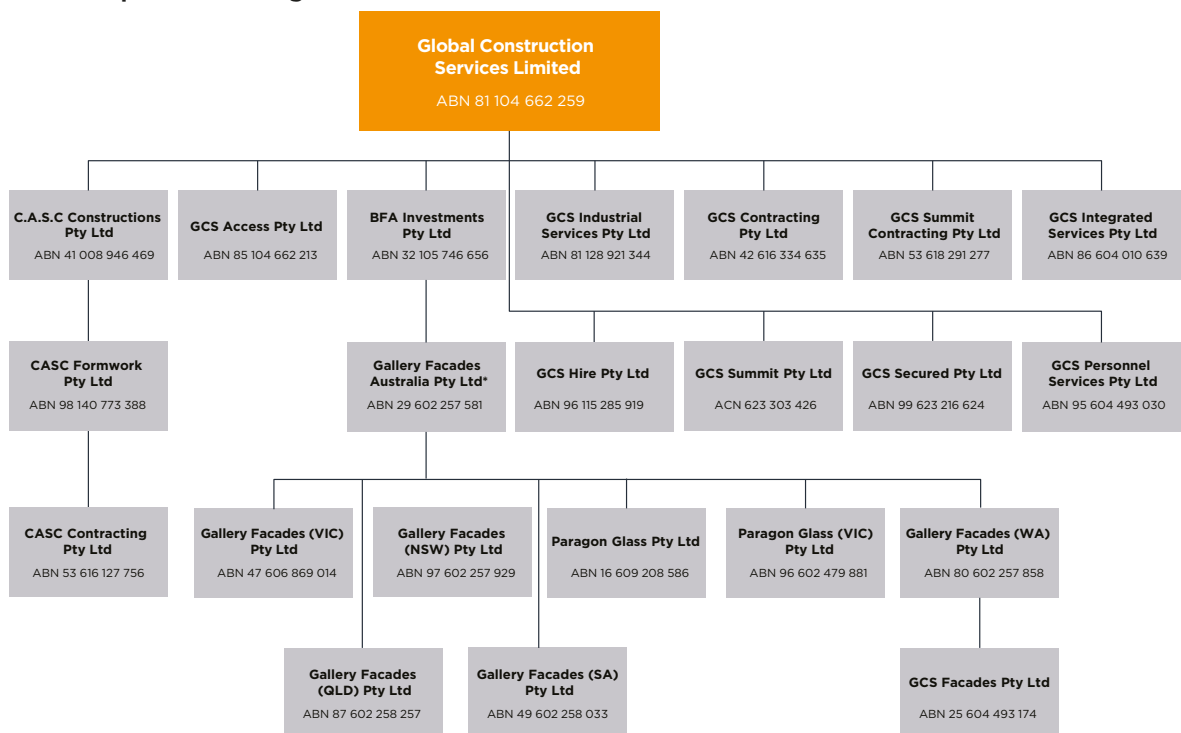 Global Construction
Services Limited
ABN 81 104 662 259
C.A.S.C Constructions
Pty Ltd
ABN 41 008 946 469
GCS Access Pty Ltd
ABN 85 104 662 213
BFA Investments
Pty Ltd
ABN 32 105 746 656
GCS Industrial
Services Pty Ltd
ABN 81 128 921 344
GCS Contracting
Pty Ltd
ABN 42 616 334 635
GCS Summit
Contracting Pty Ltd
ABN 53 618 291 277
GCS Integrated
Services Pty Ltd
ABN 86 604 010 639
CASC Formwork
Pty Ltd
ABN 98 140 773 388
Gallery Facades
Australia Pty Ltd*
ABN 29 602 257 581
GCS Hire Pty Ltd
ABN 96 115 285 919
GCS Summit Pty Ltd
ACN 623 303 426
GCS Secured Pty Ltd
ABN 99 623 216 624
GCS Personnel
Services Pty Ltd
ABN 95 604 493 030
CASC Contracting
Pty Ltd
ABN 53 616 127 756
Gallery Facades (VIC)
Pty Ltd
ABN 47 606 869 014
Gallery Facades
(NSW) Pty Ltd
ABN 97 602 257 929
Paragon Glass Pty Ltd
ABN 16 609 208 586
Paragon Glass (VIC)
Pty Ltd
ABN 96 602 479 881
Gallery Facades (WA)
Pty Ltd
ABN 80 602 257 858
Gallery Facades
(QLD) Pty Ltd
ABN 87 602 258 257
Gallery Facades (SA)
Pty Ltd
ABN 49 602 258 033
GCS Facades Pty Ltd
ABN 25 604 493 174